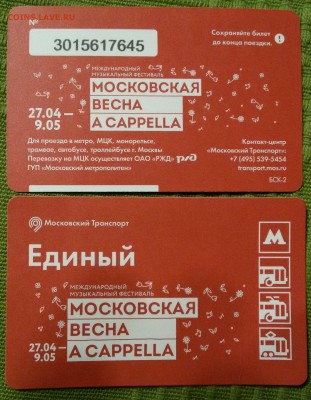 COINS.LAVE.RU
№
3015617645
Сохраняйте билет
до конца поездки.
МЕЖДУНАРОДНЫЙ
МУЗЫКАЛЬНЫЙ ФЕСТИВАЛЬ
27.04 —
9.05
МОСКОВСКАЯ
ВЕСНА
A CAPPELLA
Для проезда в метро, МЦК, монорельсе,
трамвае, автобусе, троллейбусе г. Москвы
Перевозку на МЦК осуществляет ОАО «РЖД» РЖД
ГУП «Московский метрополитен»
Контакт-центр
«Московский Транспорт»:
+7 (495) 539-5454
transport.mos.ru
БСК-2
Московский Транспорт
Единый
М
МЕЖДУНАРОДНЫЙ
МУЗЫКАЛЬНЫЙ ФЕСТИВАЛЬ
27.04 —
9.05
МОСКОВСКАЯ
ВЕСНА
A CAPPELLA